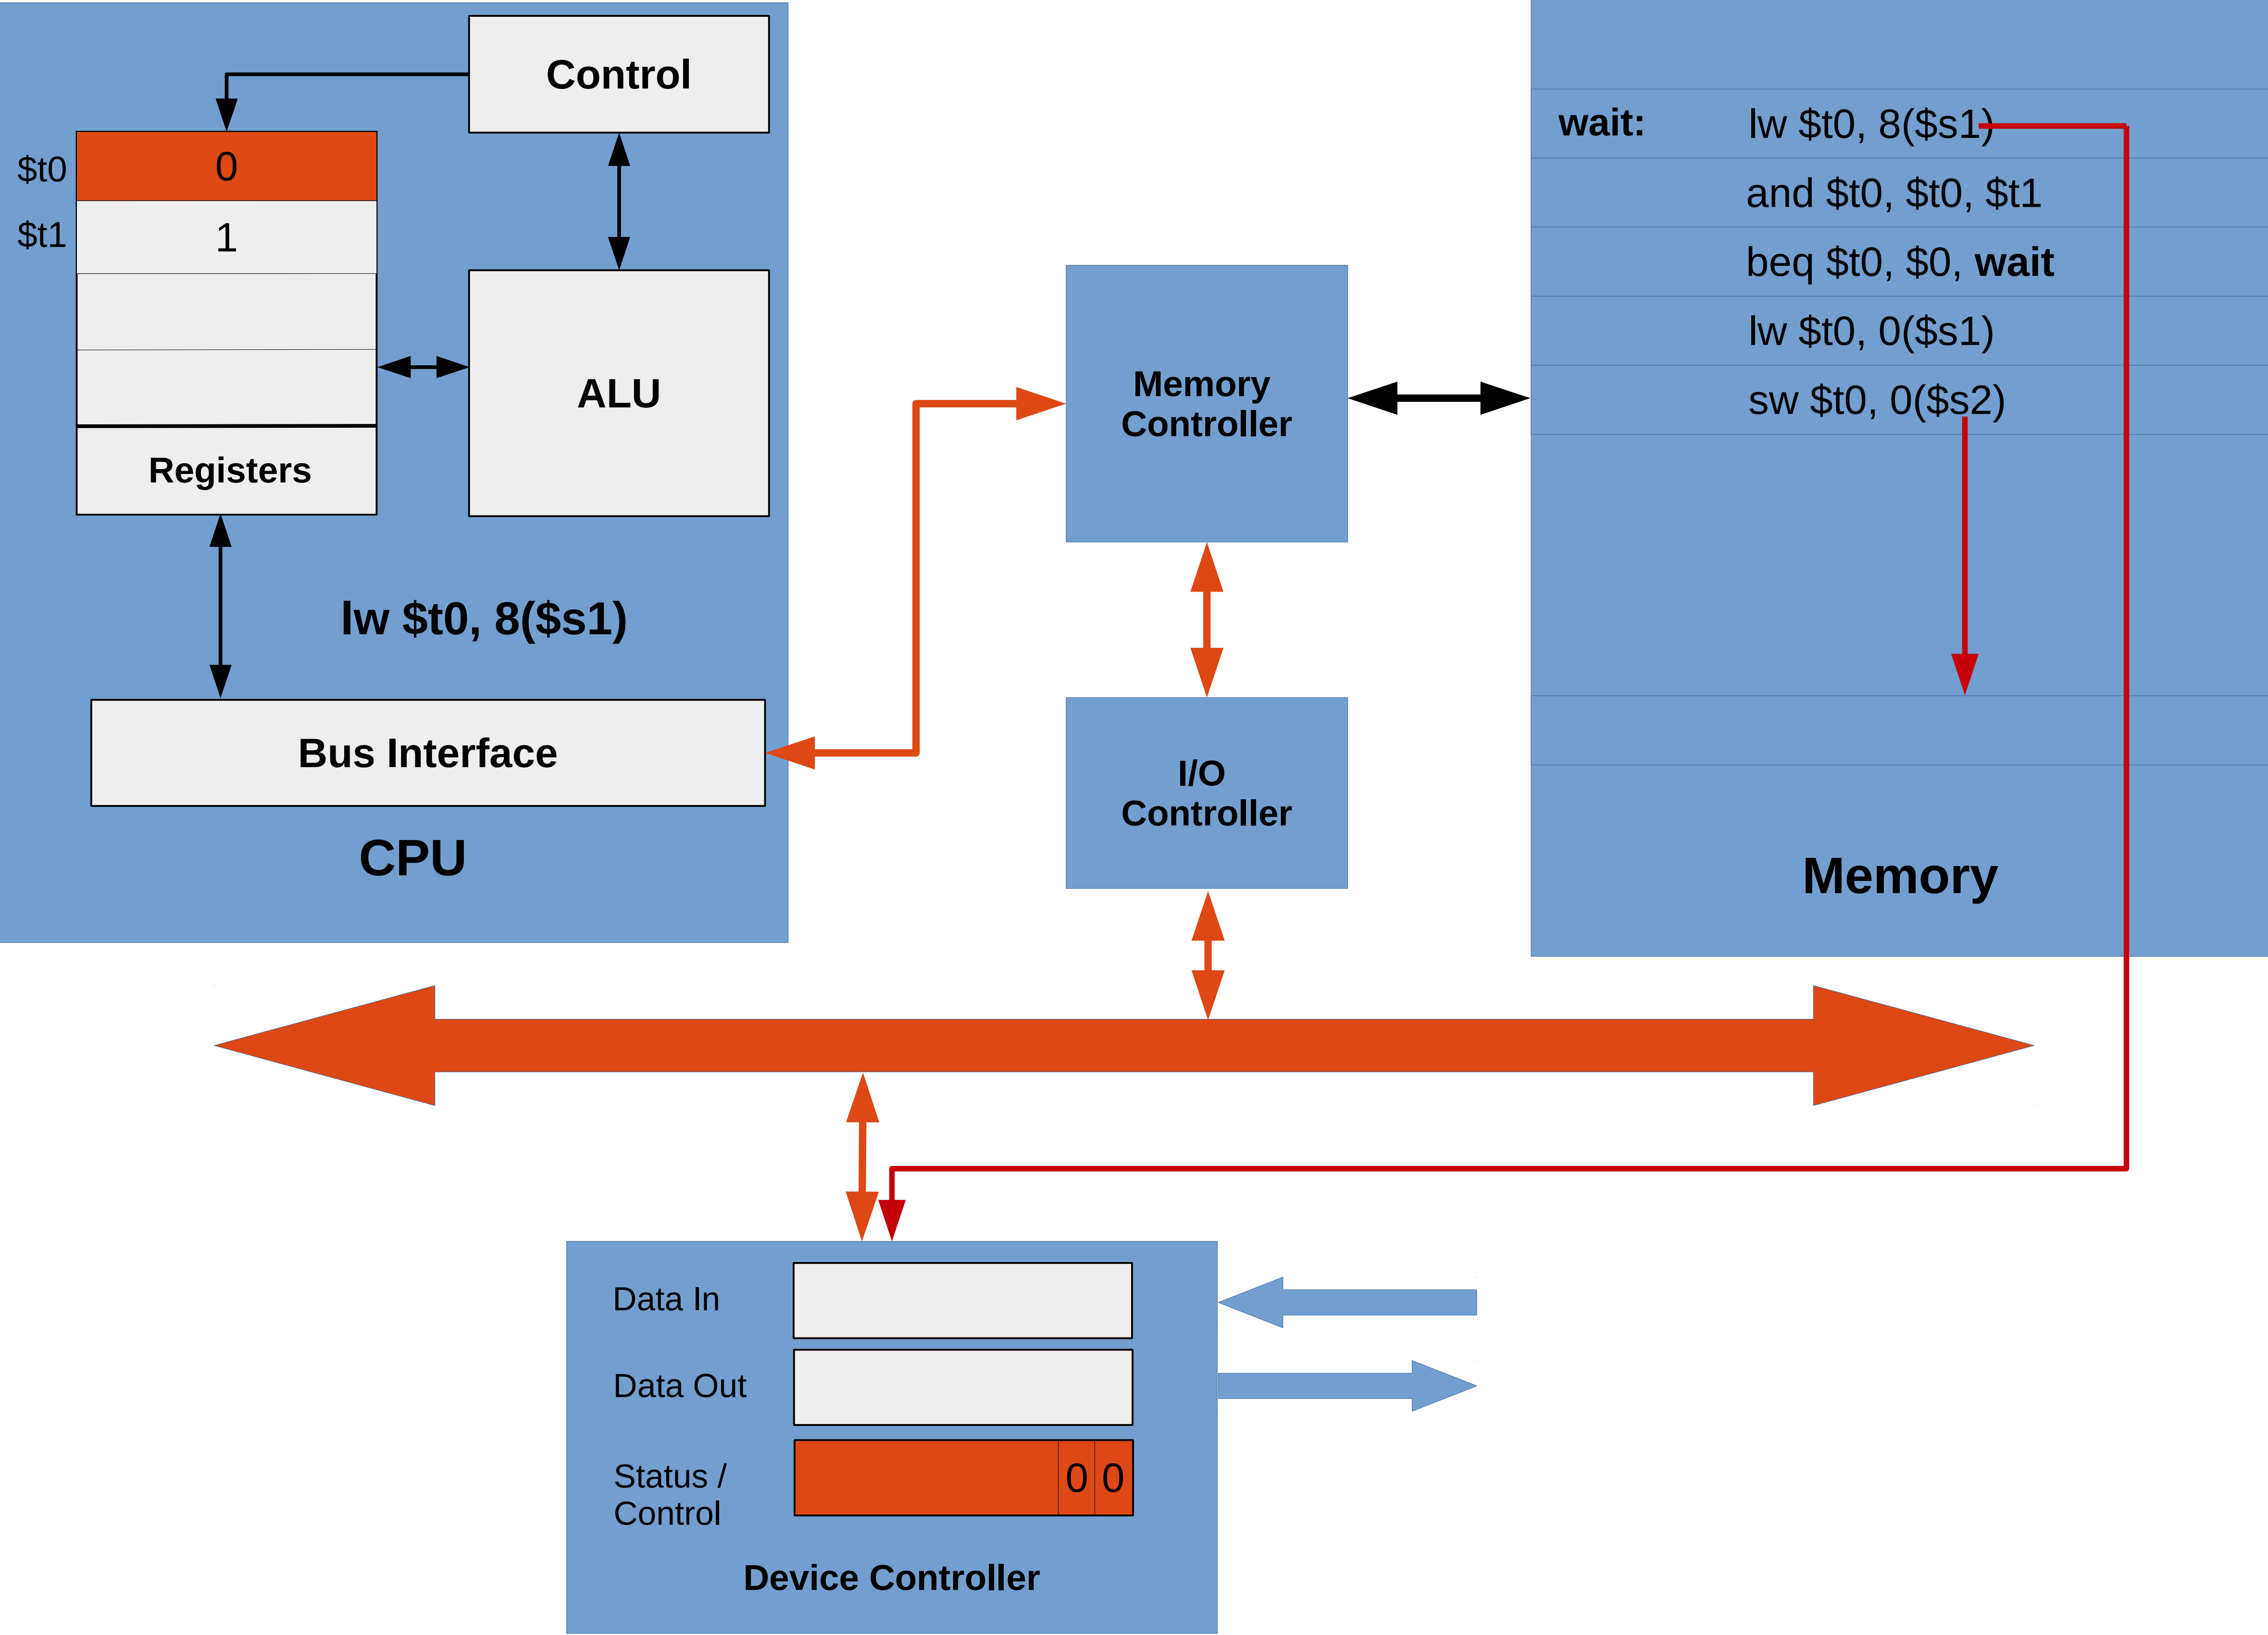 Control
$t0
0
$t1
1
ALU
Registers
lw $t0, 8($s1)
Bus Interface
CPU
Memory
Controller
I/O
Controller
wait: lw $t0, 8($s1)
and $t0, $t0, $t1
beq $t0, $0, wait
lw $t0, 0($s1)
sw $t0, 0($s2)
Memory
Data In
Data Out
Status /
Control
0 0
Device Controller